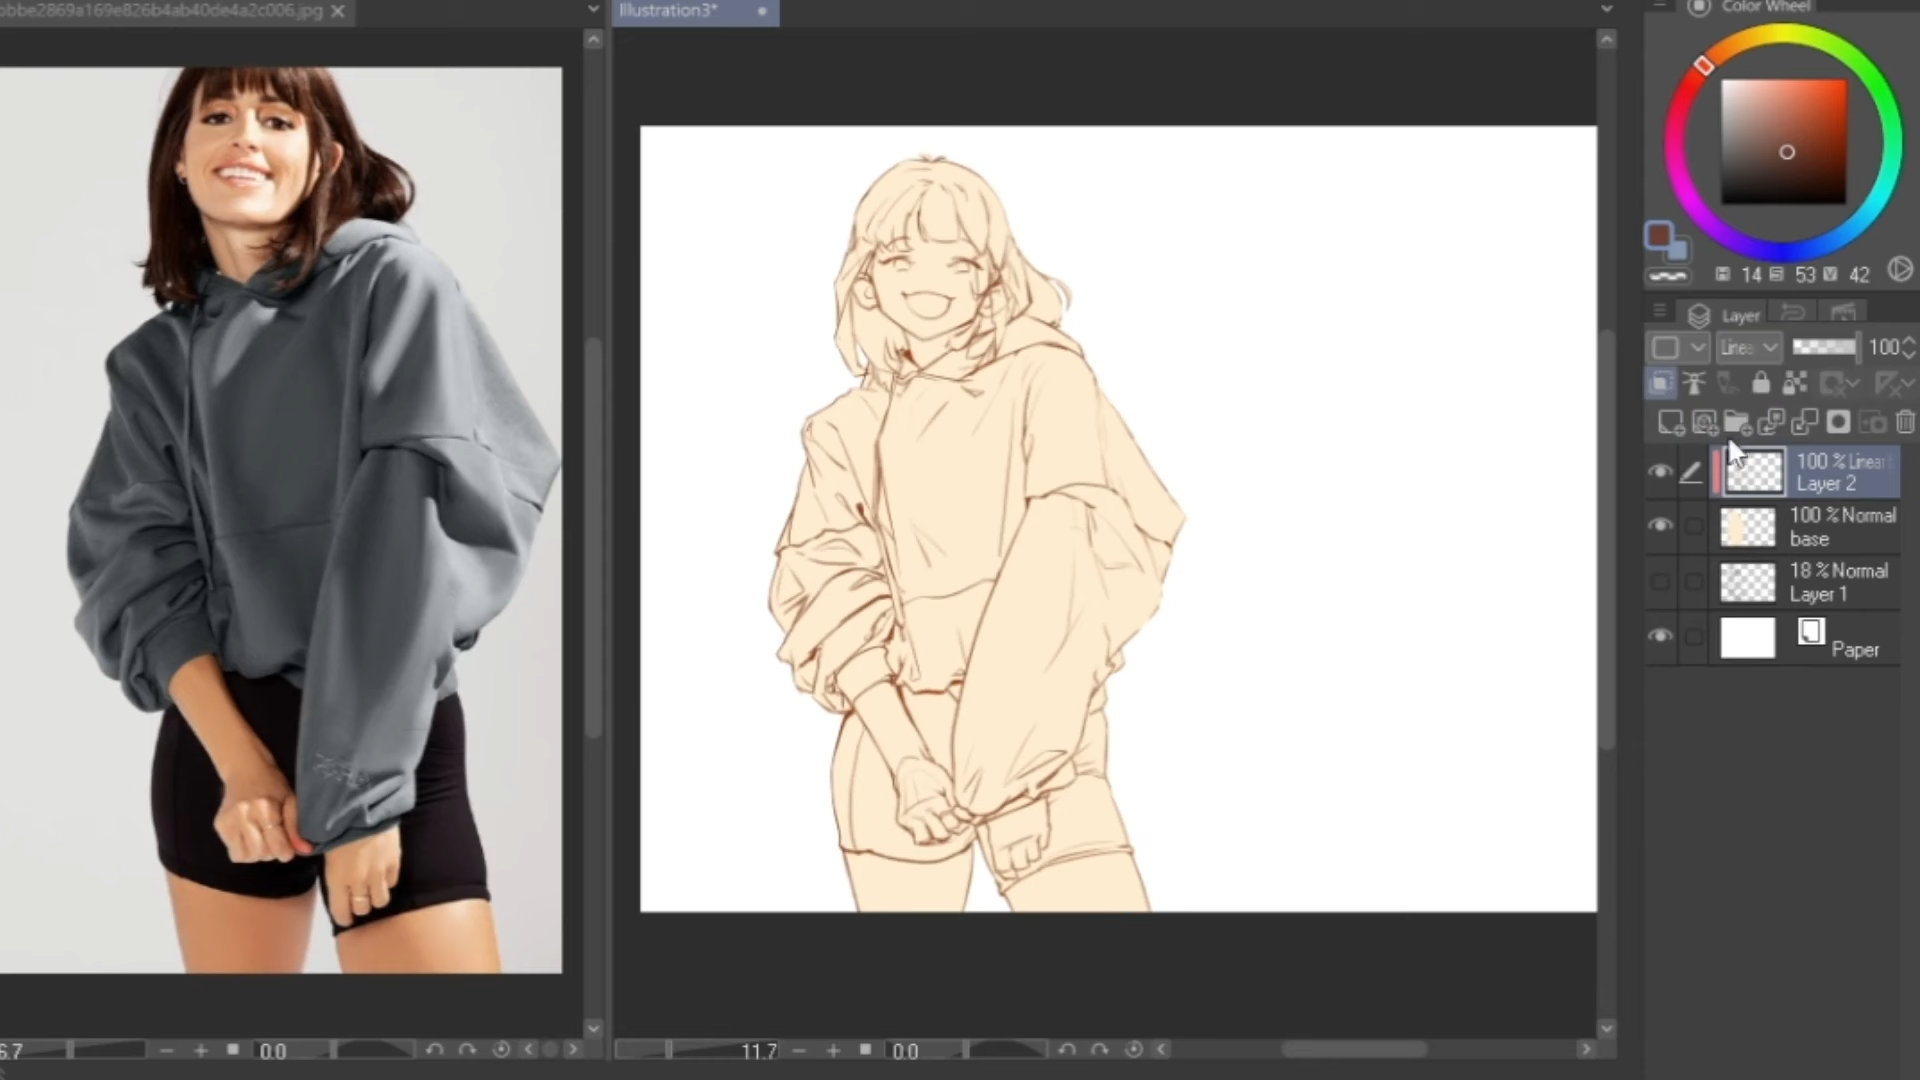 bbe2869a169e826b4ab40de4a2c006.jpg
Illustration3*
Color Wheel
14 53 42
Layer
Linea 100
100 % Linear
Layer 2
100 % Normal
base
18 % Normal
Layer 1
Paper
6.7 0.0
11.7 0.0